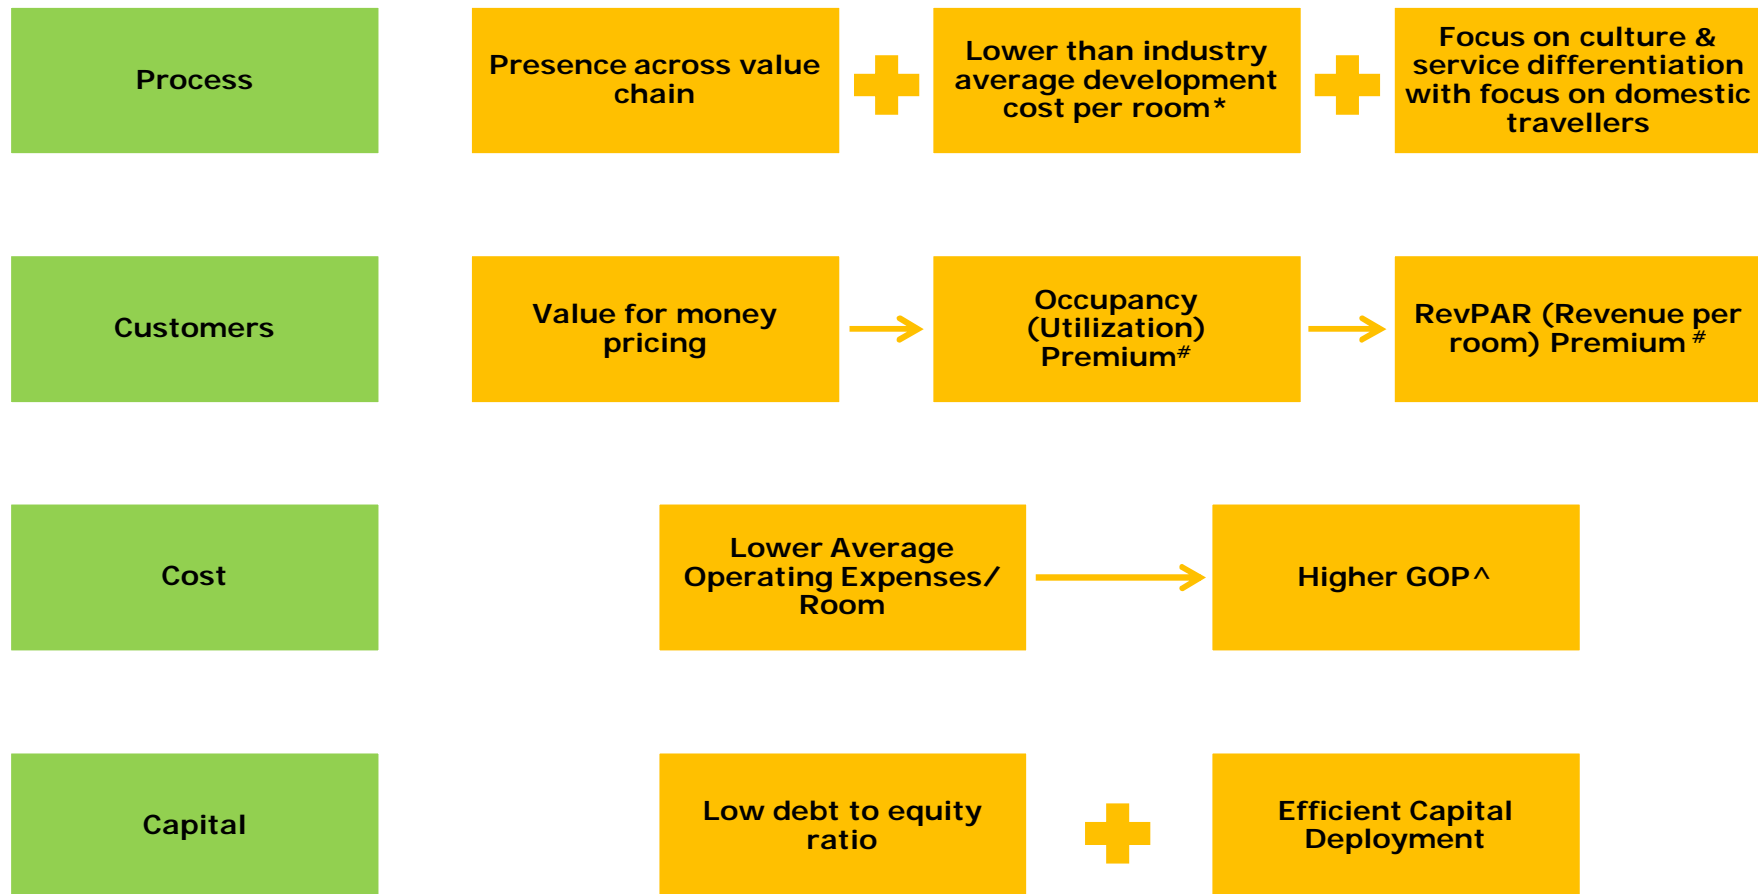 Process
Presence across value
chain
Lower than industry
average development
cost per room*
Focus on culture &
service differentiation
with focus on domestic
travellers
Customers
Value for money
pricing
Occupancy
(Utilization)
Premium#
RevPAR (Revenue per
room) Premium #
Cost
Lower Average
Operating Expenses/
Room
Higher GOP^
Capital
Low debt to equity
ratio
Efficient Capital
Deployment